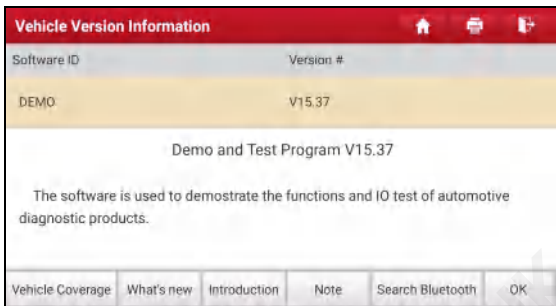 Vehicle Version Information
Software ID Version #
DEMO V15.37
Demo and Test Program V15.37
The software is used to demostrate the functions and IO test of automotive
diagnostic products.
Vehicle Coverage What's new Introduction Note Search Bluetooth OK